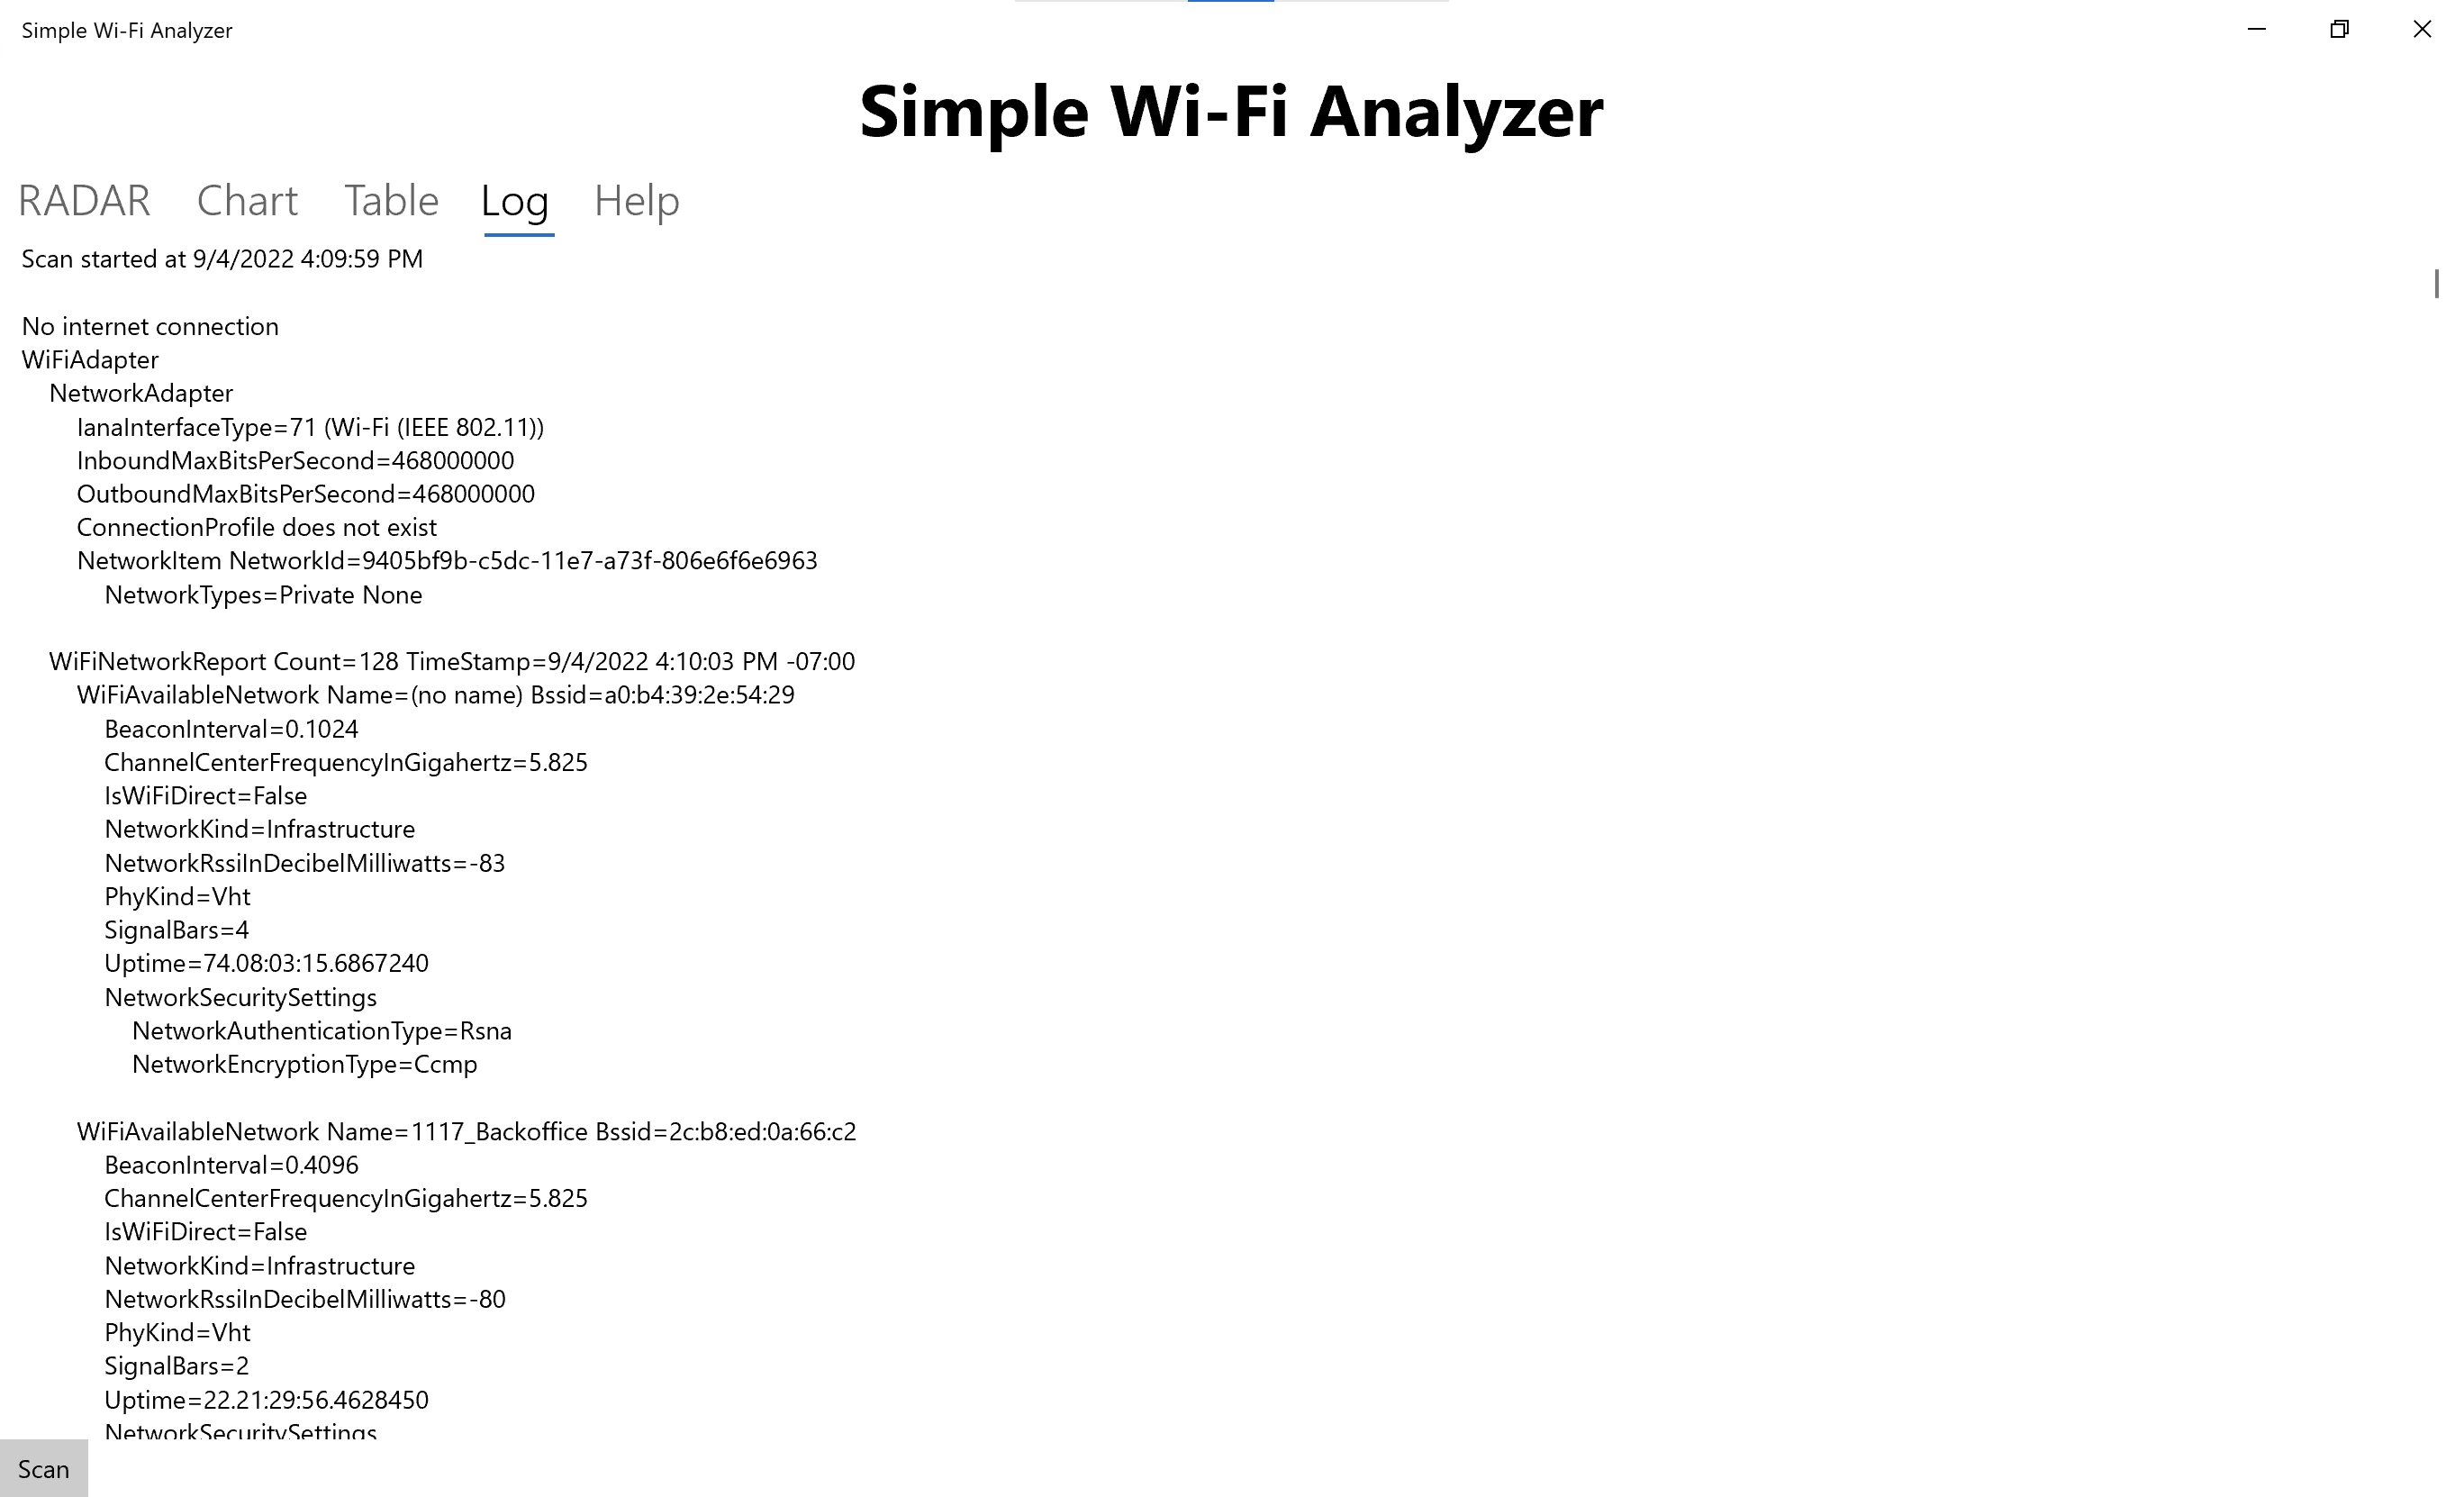 Simple Wi-Fi Analyzer
Simple Wi-Fi Analyzer
RADAR Chart Table Log Help
Scan started at 9/4/2022 4:09:59 PM
No internet connection
WiFiAdapter
NetworkAdapter
IanaInterfaceType=71 (Wi-Fi (IEEE 802.11))
InboundMaxBitsPerSecond=468000000
OutboundMaxBitsPerSecond=468000000
ConnectionProfile does not exist
NetworkItem NetworkId=9405bf9b-c5dc-11e7-a73f-806e6f6e6963
NetworkTypes=Private None
WiFiNetworkReport Count=128 TimeStamp=9/4/2022 4:10:03 PM -07:00
WiFiAvailableNetwork Name=(no name) Bssid=a0:b4:39:2e:54:29
BeaconInterval=0.1024
ChannelCenterFrequencyInGigahertz=5.825
IsWiFiDirect=False
NetworkKind=Infrastructure
NetworkRssiInDecibelMilliwatts=-83
PhyKind=Vht
SignalBars=4
Uptime=74.08:03:15.6867240
NetworkSecuritySettings
NetworkAuthenticationType=Rsna
NetworkEncryptionType=Ccmp
WiFiAvailableNetwork Name=1117_Backoffice Bssid=2c:b8:ed:0a:66:c2
BeaconInterval=0.4096
ChannelCenterFrequencyInGigahertz=5.825
IsWiFiDirect=False
NetworkKind=Infrastructure
NetworkRssiInDecibelMilliwatts=-80
PhyKind=Vht
SignalBars=2
Uptime=22.21:29:56.4628450
NetworkSecuritySettings
Scan